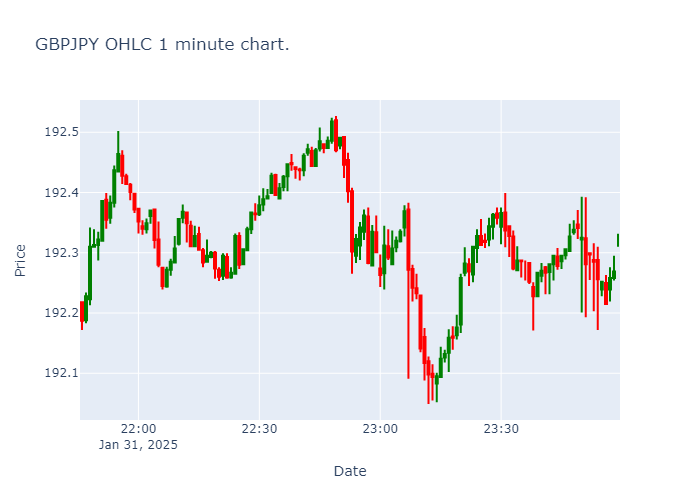 GBPJPY OHLC 1 minute chart.
192.5
192.4
192.3
192.2
192.1
Price
22:00 22:30 23:00 23:30
Jan 31, 2025
Date